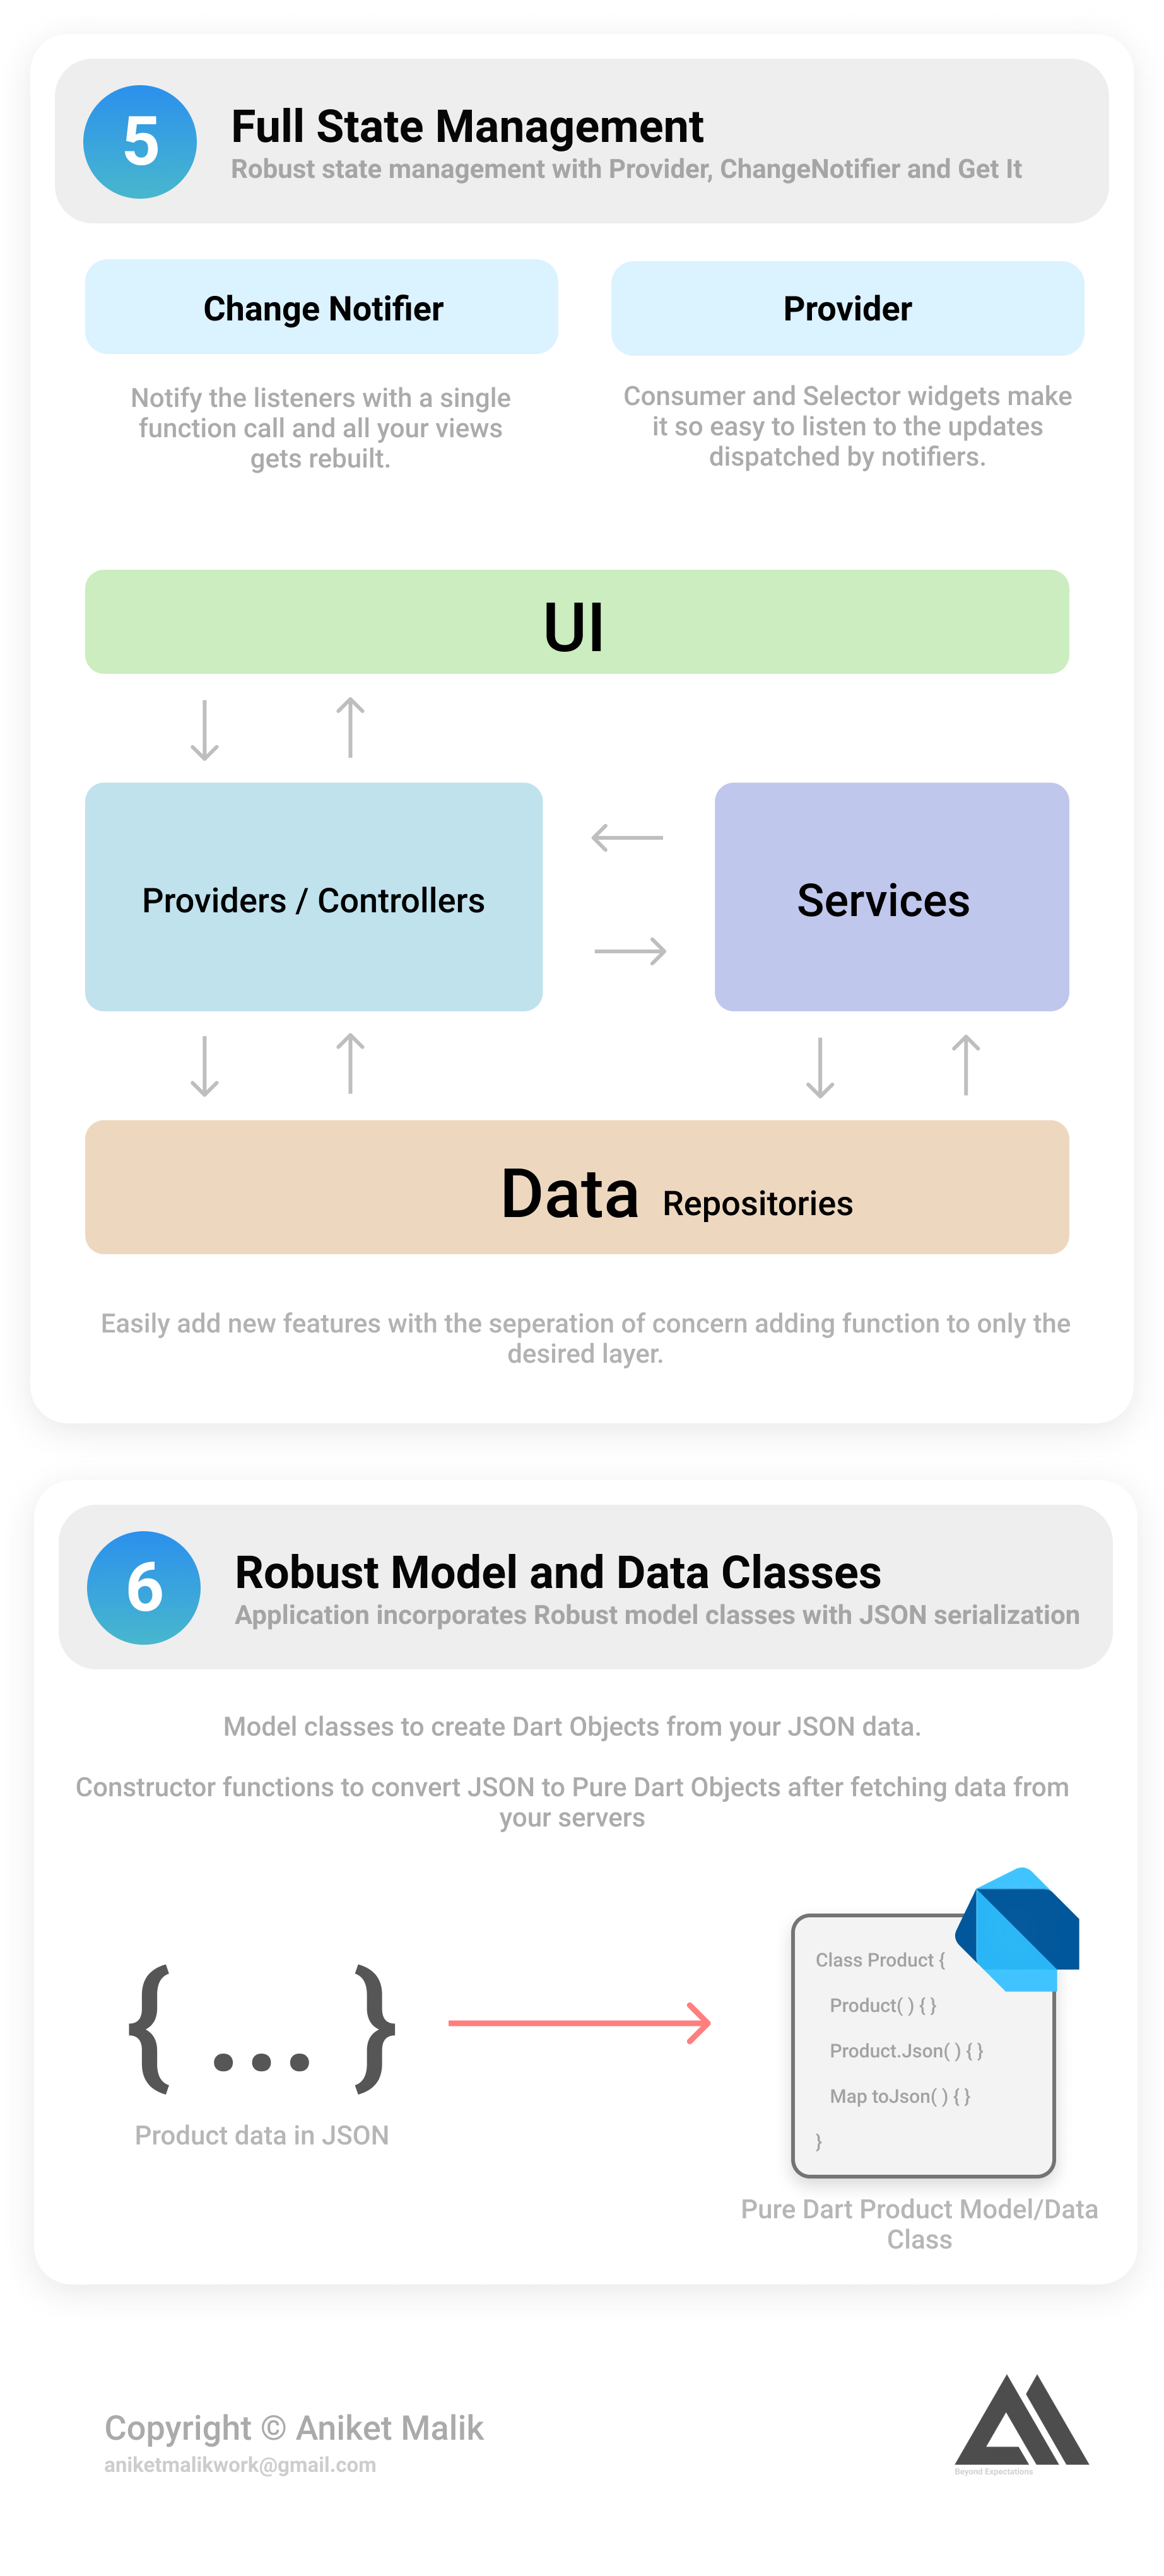 5
Full State Management
Robust state management with Provider, ChangeNotifier and Get It
Change Notifier
Notify the listeners with a single
function call and all your views
gets rebuilt.
Provider
Consumer and Selector widgets make
it so easy to listen to the updates
dispatched by notifiers.
UI
Providers / Controllers
Services
Data Repositories
Easily add new features with the seperation of concern adding function to only the
desired layer.
6
Robust Model and Data Classes
Application incorporates Robust model classes with JSON serialization
Model classes to create Dart Objects from your JSON data.
Constructor functions to convert JSON to Pure Dart Objects after fetching data from
your servers
{ ... }
Product data in JSON
Class Product {
Product( ) { }
Product.Json( ) { }
Map toJson( ) { }
}
Pure Dart Product Model/Data
Class
Copyright © Aniket Malik
aniketmalikwork@gmail.com
Beyond Expectations